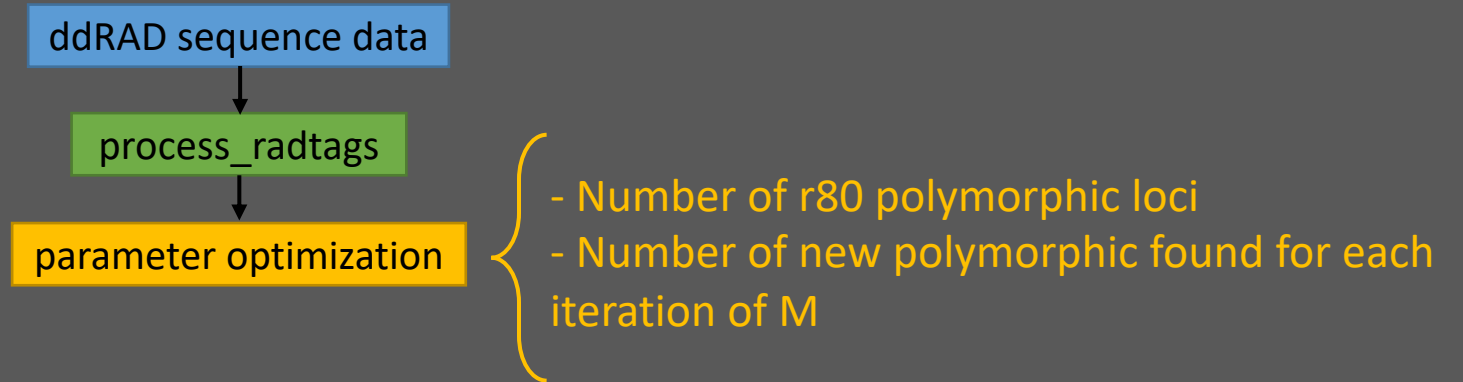 ddRAD sequence data
process_radtags
parameter optimization
- Number of r80 polymorphic loci
- Number of new polymorphic found for each
iteration of M